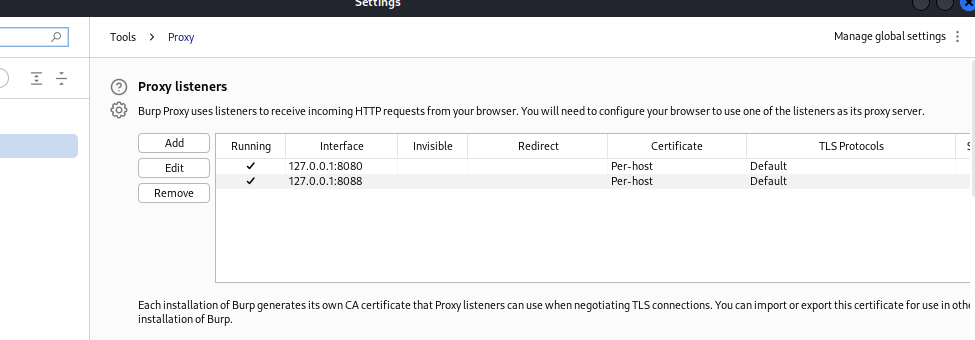 Settings
Tools > Proxy
Manage global settings
Proxy listeners
Burp Proxy uses listeners to receive incoming HTTP requests from your browser. You will need to configure your browser to use one of the listeners as its proxy server.
Add
Edit
Remove
Running Interface Invisible Redirect Certificate TLS Protocols S
127.0.0.1:8080 Per-host Default
127.0.0.1:8088 Per-host Default
Each installation of Burp generates its own CA certificate that Proxy listeners can use when negotiating TLS connections. You can import or export this certificate for use in othe
installation of Burp.